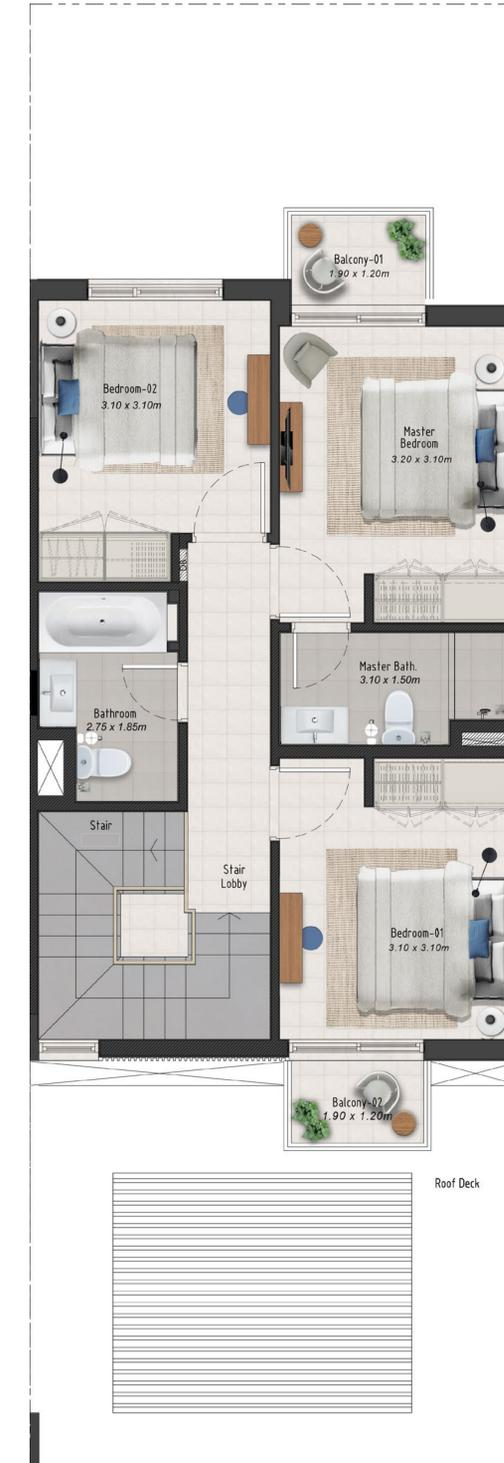 Balcony-01
1.90 x 1.20m
Bedroom-02
3.10 x 3.10m
Master
Bedroom
3.20 x 3.10m
Master Bath.
3.10 x 1.50m
Bathroom
2.75 x 1.85m
Stair
Stair
Lobby
Bedroom-01
3.10 x 3.10m
Balcony-02
1.90 x 1.20m
Roof Deck